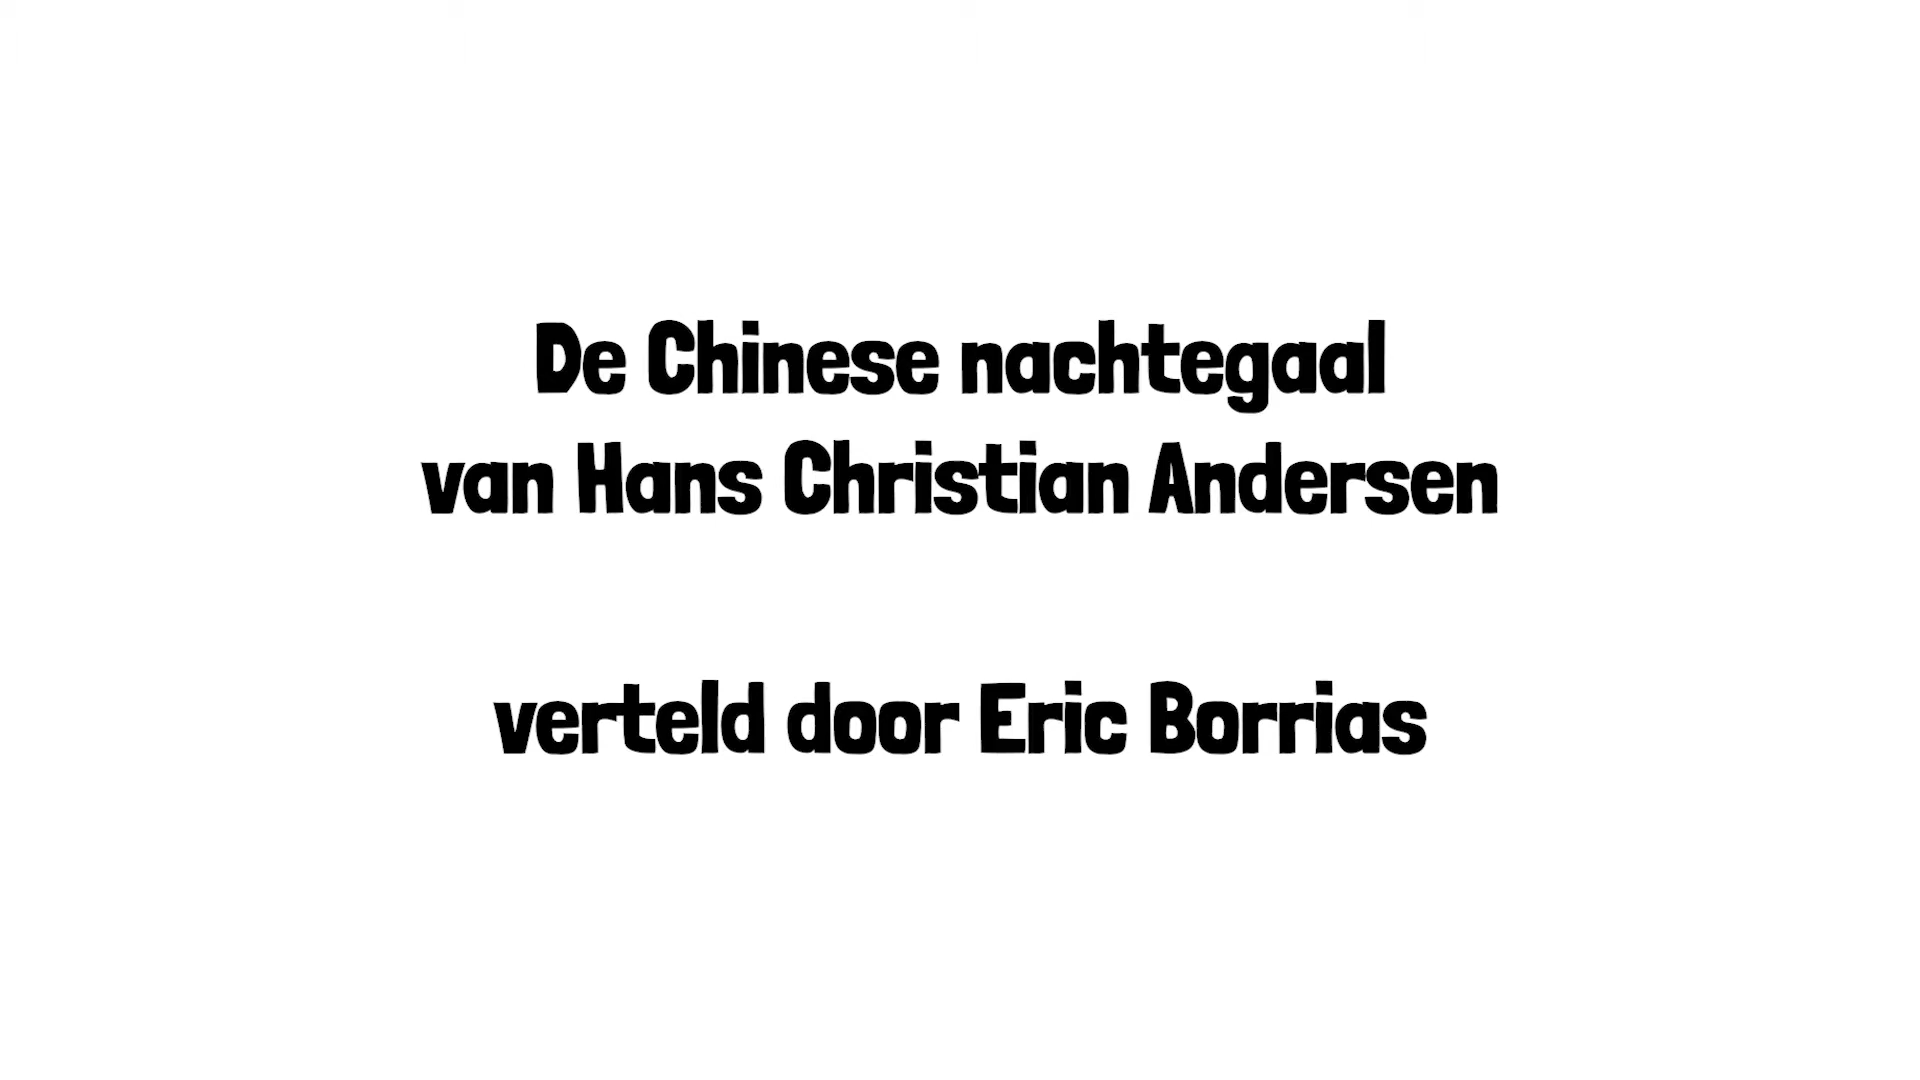 De Chinese nachtegaal
van Hans Christian Andersen
verteld door Eric Borrias